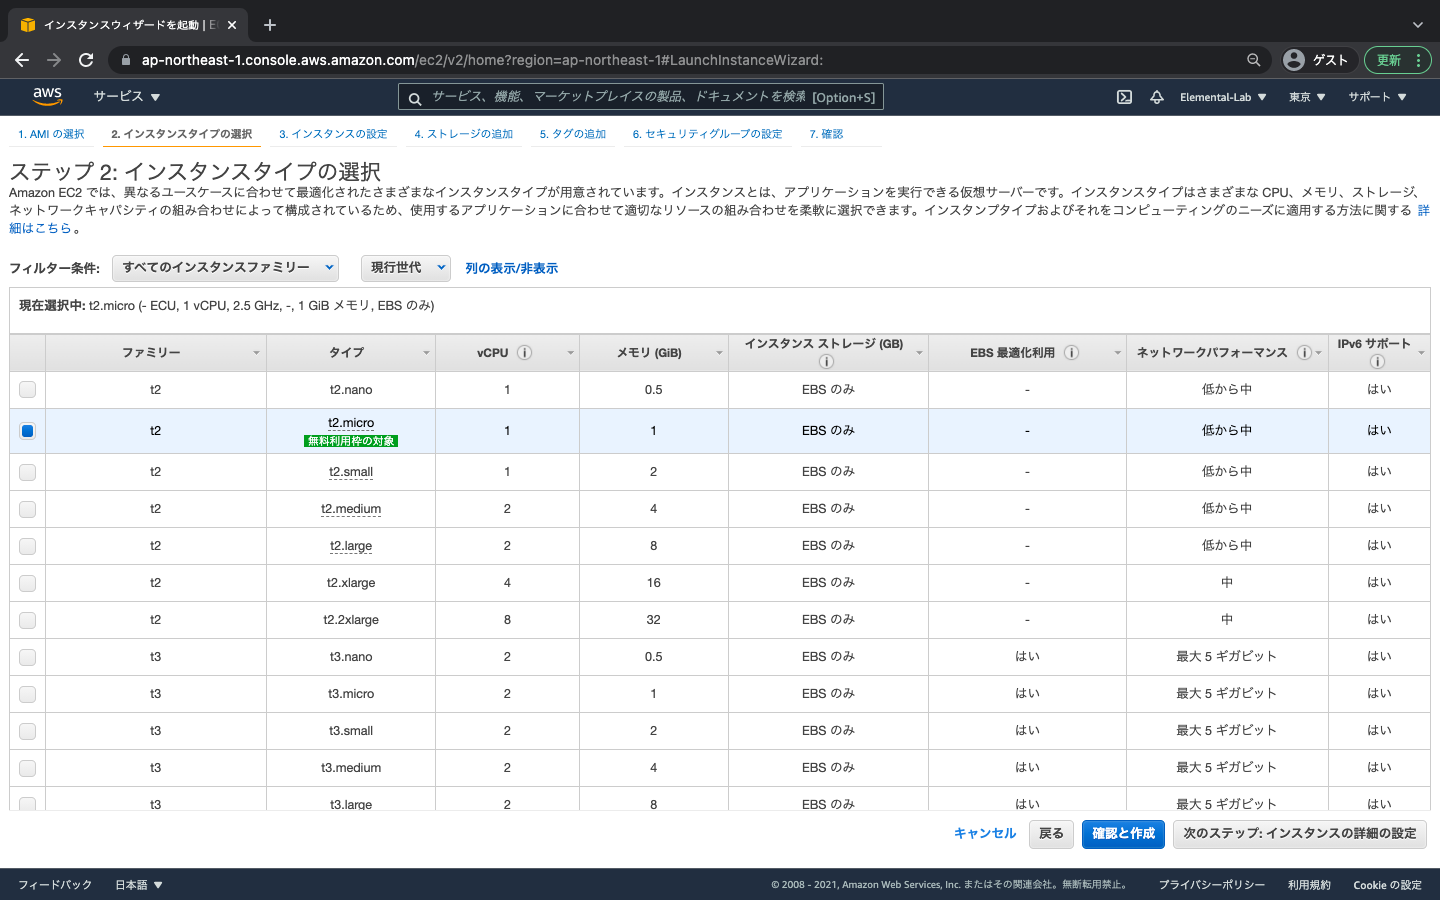 インスタンスウィザードを起動 | E
ap-northeast-1.console.aws.amazon.com/ec2/v2/home?region=ap-northeast-1#LaunchInstanceWizard:
ゲスト
更新
aws
サービス
サービス、機能、マーケットプレイスの製品、ドキュメントを検索 [Option+S]
Elemental-Lab
東京
サポート
1. AMI の選択
2. インスタンスタイプの選択
3. インスタンスの設定
4. ストレージの追加
5. タグの追加
6. セキュリティグループの設定
7. 確認
ステップ 2: インスタンスタイプの選択
Amazon EC2 では、異なるユースケースに合わせて最適化されたさまざまなインスタンスタイプが用意されています。インスタンスとは、アプリケーションを実行できる仮想サーバーです。インスタンスタイプはさまざまな CPU、メモリ、ストレージ、
ネットワークキャパシティの組み合わせによって構成されているため、使用するアプリケーションに合わせて適切なリソースの組み合わせを柔軟に選択できます。インスタンプタイプおよびそれをコンピューティングのニーズに適用する方法に関する 詳
細はこちら。
フィルター条件: すべてのインスタンスファミリー 現行世代 列の表示/非表示
現在選択中: t2.micro (- ECU, 1 vCPU, 2.5 GHz, -, 1 GiB メモリ, EBS のみ)
ファミリー タイプ vCPU メモリ (GiB) インスタンス ストレージ (GB) EBS 最適化利用 ネットワークパフォーマンス IPv6 サポート
t2 t2.nano 1 0.5 EBS のみ - 低から中 はい
t2 t2.micro 無料利用枠の対象 1 1 EBS のみ - 低から中 はい
t2 t2.small 1 2 EBS のみ - 低から中 はい
t2 t2.medium 2 4 EBS のみ - 低から中 はい
t2 t2.large 2 8 EBS のみ - 低から中 はい
t2 t2.xlarge 4 16 EBS のみ - 中 はい
t2 t2.2xlarge 8 32 EBS のみ - 中 はい
t3 t3.nano 2 0.5 EBS のみ はい 最大 5 ギガビット はい
t3 t3.micro 2 1 EBS のみ はい 最大 5 ギガビット はい
t3 t3.small 2 2 EBS のみ はい 最大 5 ギガビット はい
t3 t3.medium 2 4 EBS のみ はい 最大 5 ギガビット はい
t3 t3.large 2 8 EBS のみ はい 最大 5 ギガビット はい
キャンセル 戻る 確認と作成 次のステップ: インスタンスの詳細の設定
フィードバック 日本語 © 2008 - 2021, Amazon Web Services, Inc. またはその関連会社。無断転用禁止。 プライバシーポリシー 利用規約 Cookie の設定